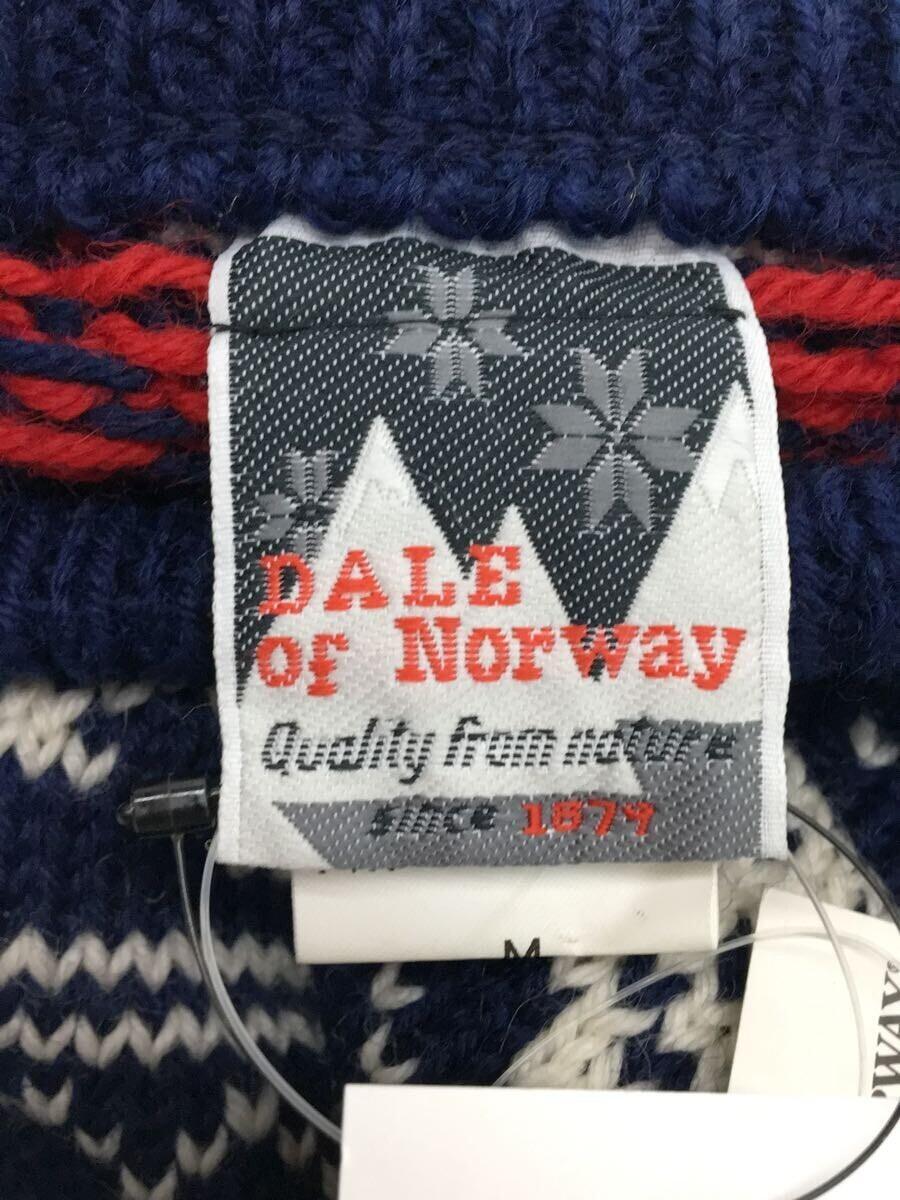 DALE
of Norway
Quality from nature
since 1879
M